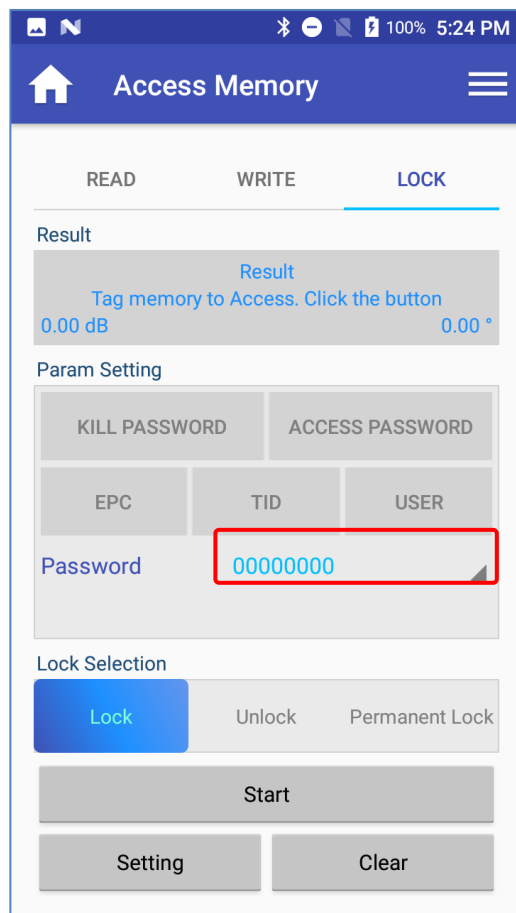 100% 5:24 PM
Access Memory
READ WRITE LOCK
Result
Result
Tag memory to Access. Click the button
0.00 dB 0.00 °
Param Setting
KILL PASSWORD ACCESS PASSWORD
EPC TID USER
Password 00000000
Lock Selection
Lock Unlock Permanent Lock
Start
Setting Clear